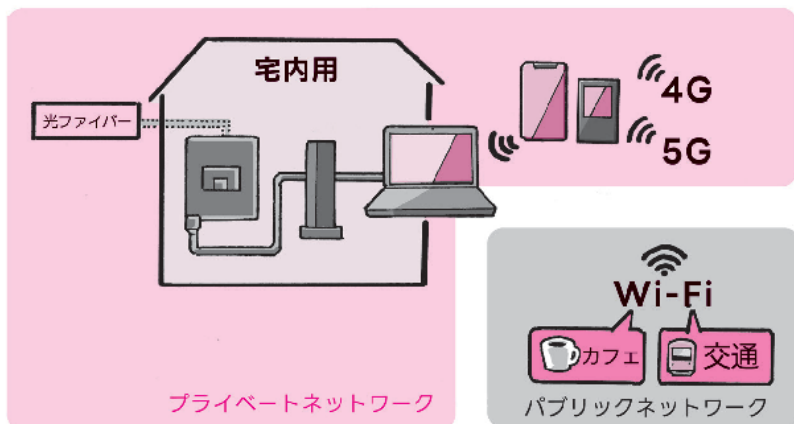 宅内用
光ファイバー
4G
5G
Wi-Fi
カフェ
交通
プライベートネットワーク
パブリックネットワーク